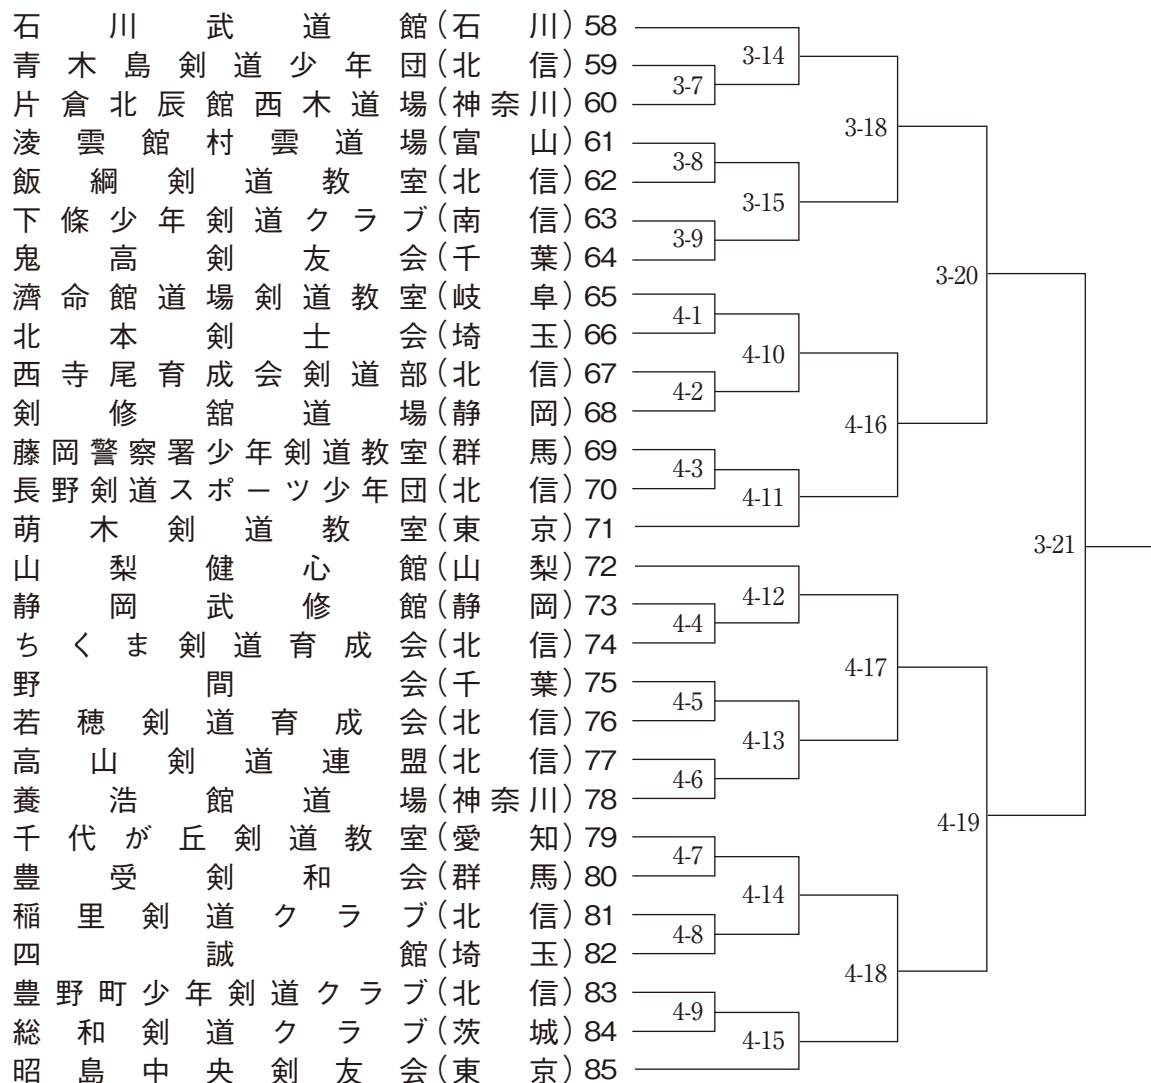 石川武道館(石川)58
青木島剣道少年団(北信)59
片倉北辰館西木道場(神奈川)60
淩雲館村雲道場(富山)61
飯綱剣道教室(北信)62
下條少年剣道クラブ(南信)63
鬼高剣友会(千葉)64
濟命館道場剣道教室(岐阜)65
北本剣士会(埼玉)66
西寺尾育成会剣道部(北信)67
剣修舘道場(静岡)68
藤岡警察署少年剣道教室(群馬)69
長野剣道スポーツ少年団(北信)70
萌木剣道教室(東京)71
山梨健心館(山梨)72
静岡武修館(静岡)73
ちくま剣道育成会(北信)74
野間会(千葉)75
若穂剣道育成会(北信)76
高山剣道連盟(北信)77
養浩館道場(神奈川)78
千代が丘剣道教室(愛知)79
豊受剣和会(群馬)80
稲里剣道クラブ(北信)81
四誠館(埼玉)82
豊野町少年剣道クラブ(北信)83
総和剣道クラブ(茨城)84
昭島中央剣友会(東京)85
3-7
3-8
3-9
4-1
4-2
4-3
4-4
4-5
4-6
4-7
4-8
4-9
3-14
3-15
4-10
4-11
4-12
4-13
4-14
4-15
3-18
4-16
4-17
4-18
3-20
4-19
3-21